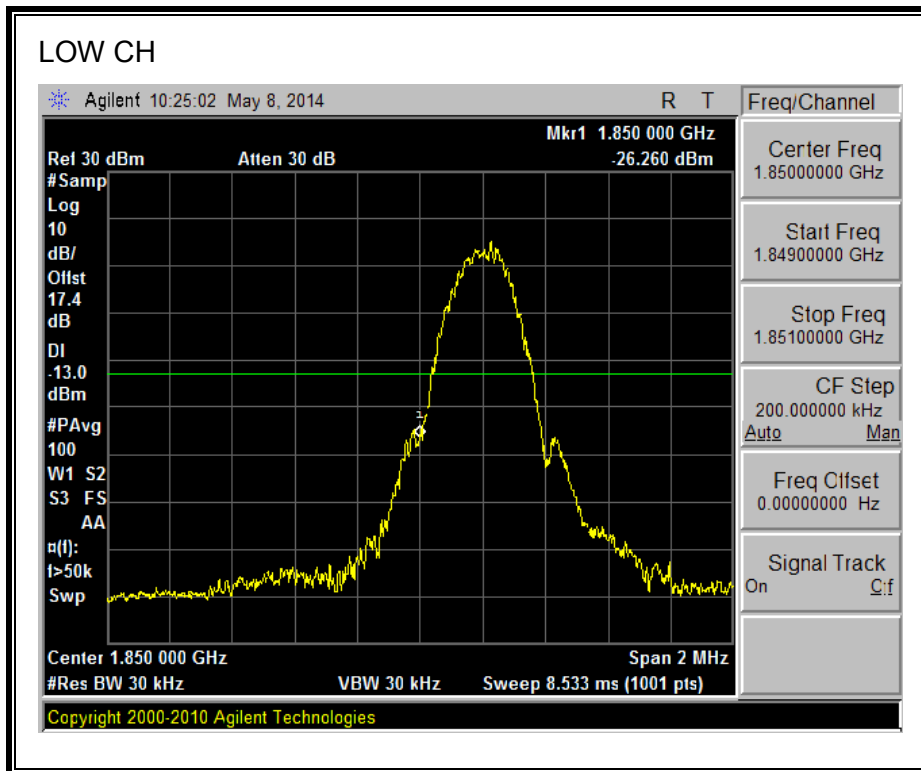 LOW CH
Agilent 10:25:02 May 8, 2014 R T
Freq/Channel
Mkr1 1.850 000 GHz
Ref 30 dBm Atten 30 dB -26.260 dBm
#Samp
Log
10
dB/
Offst
17.4
dB
DI
-13.0
dBm
#PAvg
100
W1 S2
S3 FS
AA
¤(f):
f>50k
Swp
1
Center 1.850 000 GHz Span 2 MHz
#Res BW 30 kHz VBW 30 kHz Sweep 8.533 ms (1001 pts)
Copyright 2000-2010 Agilent Technologies
Center Freq
1.85000000 GHz
Start Freq
1.84900000 GHz
Stop Freq
1.85100000 GHz
CF Step
200.000000 kHz
Auto Man
Freq Offset
0.00000000 Hz
Signal Track
On Off